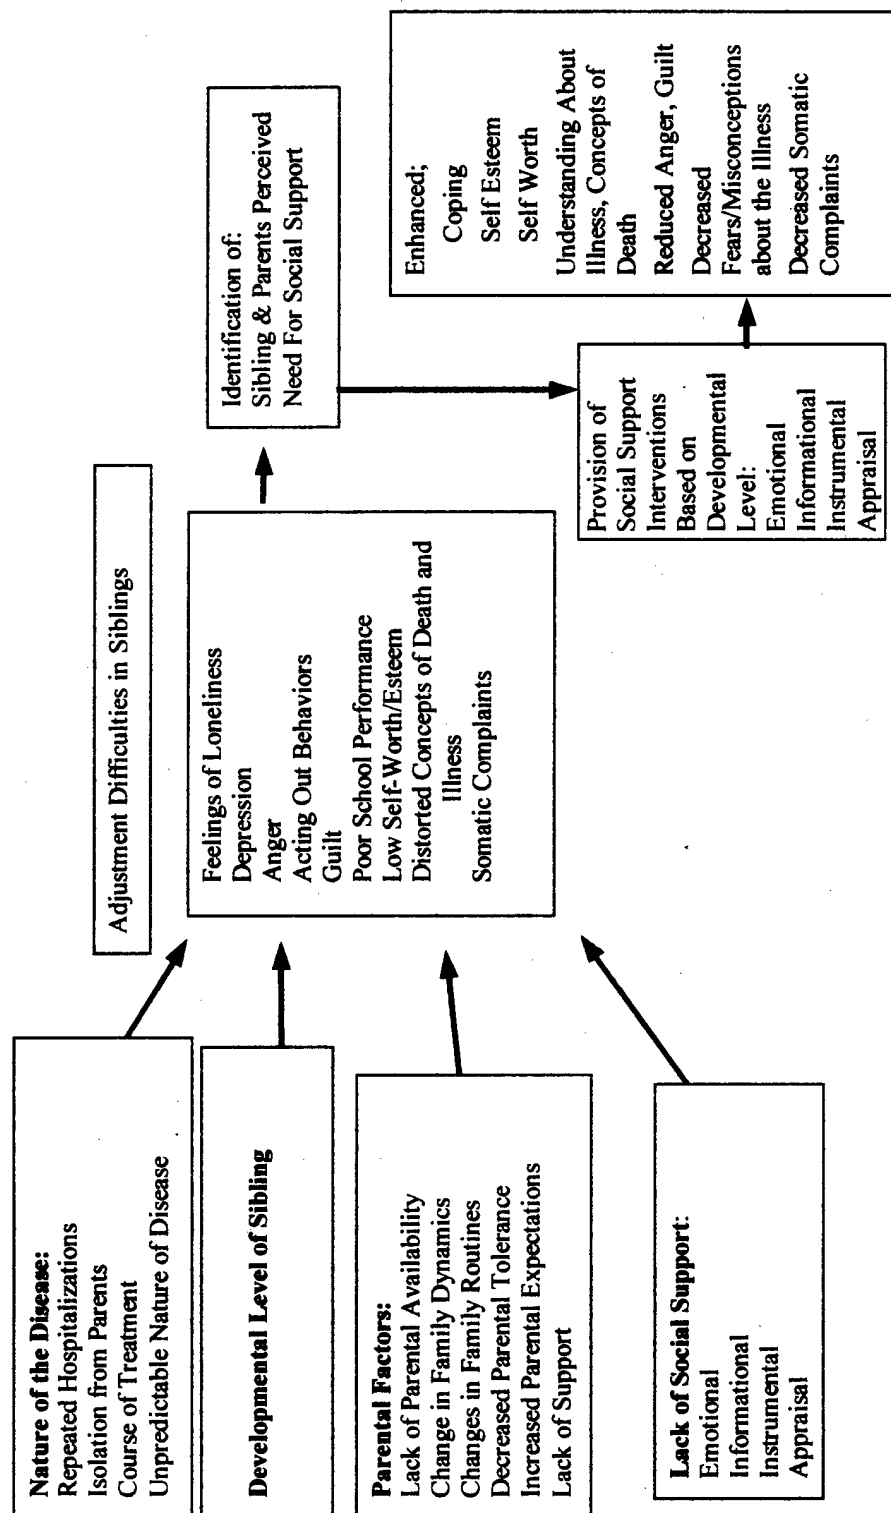 Nature of the Disease:
Repeated Hospitalizations
Isolation from Parents
Course of Treatment
Unpredictable Nature of Disease
Developmental Level of Sibling
Parental Factors:
Lack of Parental Availability
Change in Family Dynamics
Changes in Family Routines
Decreased Parental Tolerance
Increased Parental Expectations
Lack of Support
Lack of Social Support:
Emotional
Informational
Instrumental
Appraisal
Adjustment Difficulties in Siblings
Feelings of Loneliness
Depression
Anger
Acting Out Behaviors
Guilt
Poor School Performance
Low Self-Worth/Esteem
Distorted Concepts of Death and
Illness
Somatic Complaints
Identification of:
Sibling & Parents Perceived
Need For Social Support
Provision of
Social Support
Interventions
Based on
Developmental
Level:
Emotional
Informational
Instrumental
Appraisal
Enhanced;
Coping
Self Esteem
Self Worth
Understanding About
Illness, Concepts of
Death
Reduced Anger, Guilt
Decreased
Fears/Misconceptions
about the Illness
Decreased Somatic
Complaints